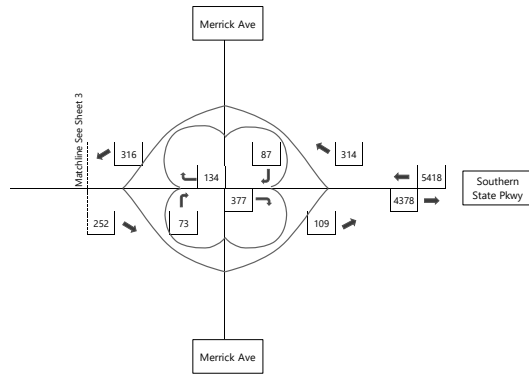 Merrick Ave
Matchline See Sheet 3
316
87
314
134
5418
Southern
State Pkwy
377
4378
252
73
109
Merrick Ave